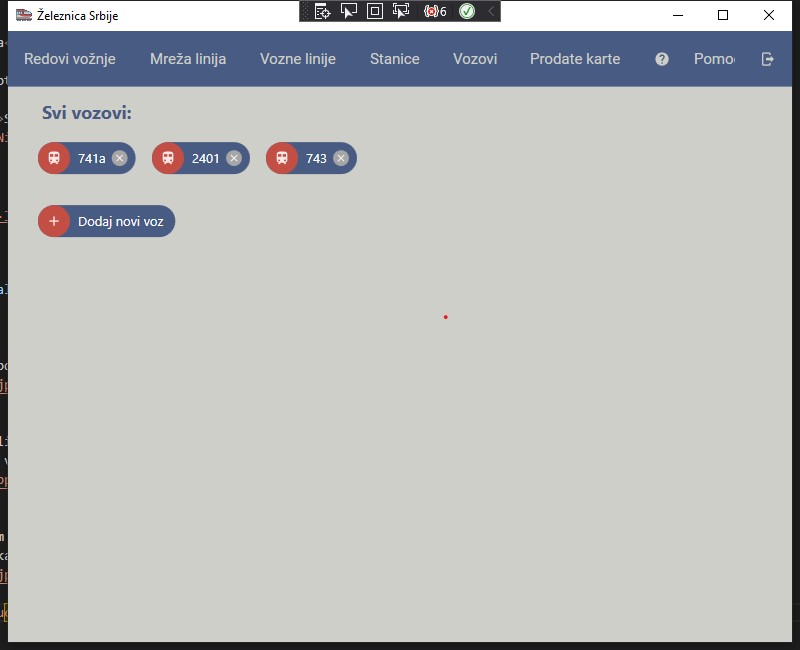 Železnica Srbije
6
Redovi vožnje Mreža linija Vozne linije Stanice Vozovi Prodate karte Pomo
Svi vozovi:
741a 2401 743
Dodaj novi voz